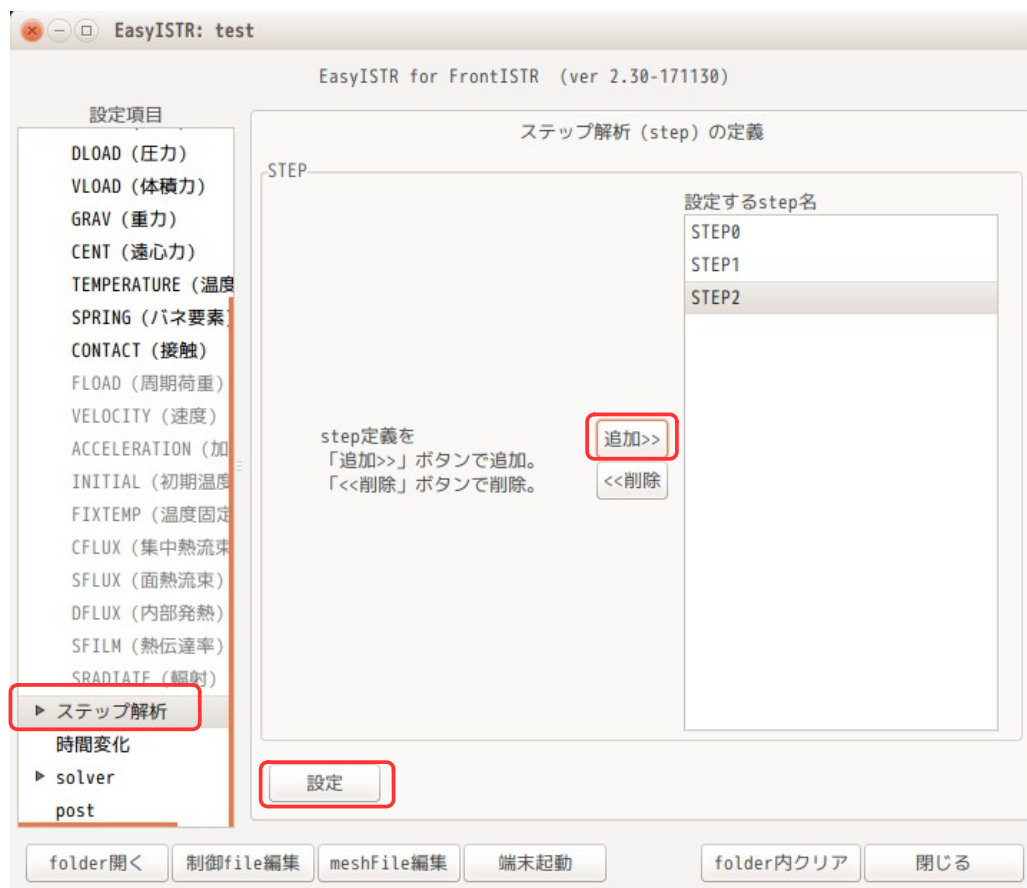 EasyISTR: test
EasyISTR for FrontISTR (ver 2.30-171130)
設定項目
DLOAD (圧力)
VLOAD (体積力)
GRAV (重力)
CENT (遠心力)
TEMPERATURE (温度
SPRING (バネ要素)
CONTACT (接触)
FLOAD (周期荷重)
VELOCITY (速度)
ACCELERATION (加
INITIAL (初期温度
FIXTEMP (温度固定
CFLUX (集中熱流束
SFLUX (面熱流束)
DFLUX (内部発熱)
SFILM (熱伝達率)
SRADIATE (輻射)
ステップ解析
時間変化
solver
post
ステップ解析 (step) の定義
STEP
設定するstep名
STEP0
STEP1
STEP2
step定義を
「追加>>」ボタンで追加。
「<<削除」ボタンで削除。
追加>>
<<削除
設定
folder開く 制御file編集 meshFile編集 端末起動 folder内クリア 閉じる